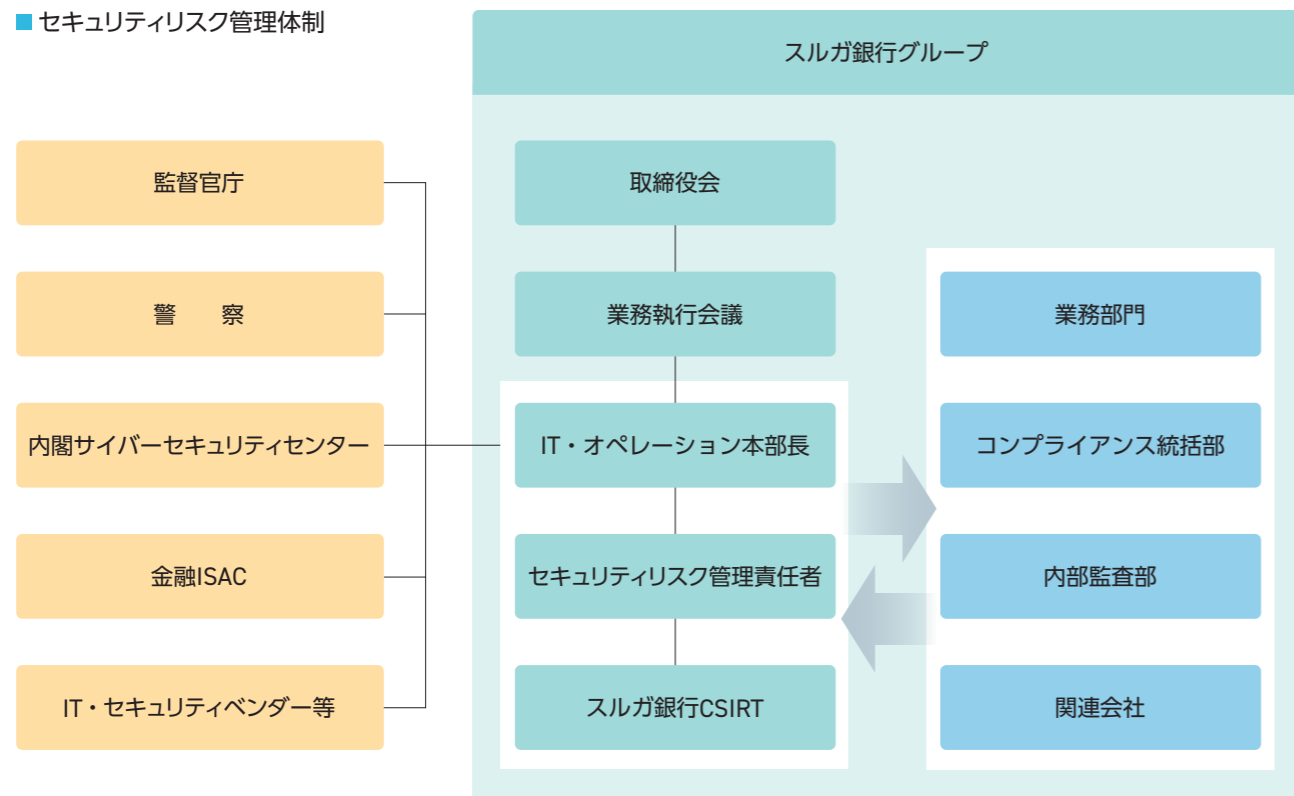 セキュリティリスク管理体制
スルガ銀行グループ
監督官庁
警　　察
内閣サイバーセキュリティセンター
金融ISAC
IT・セキュリティベンダー等
取締役会
業務執行会議
IT・オペレーション本部長
セキュリティリスク管理責任者
スルガ銀行CSIRT
業務部門
コンプライアンス統括部
内部監査部
関連会社